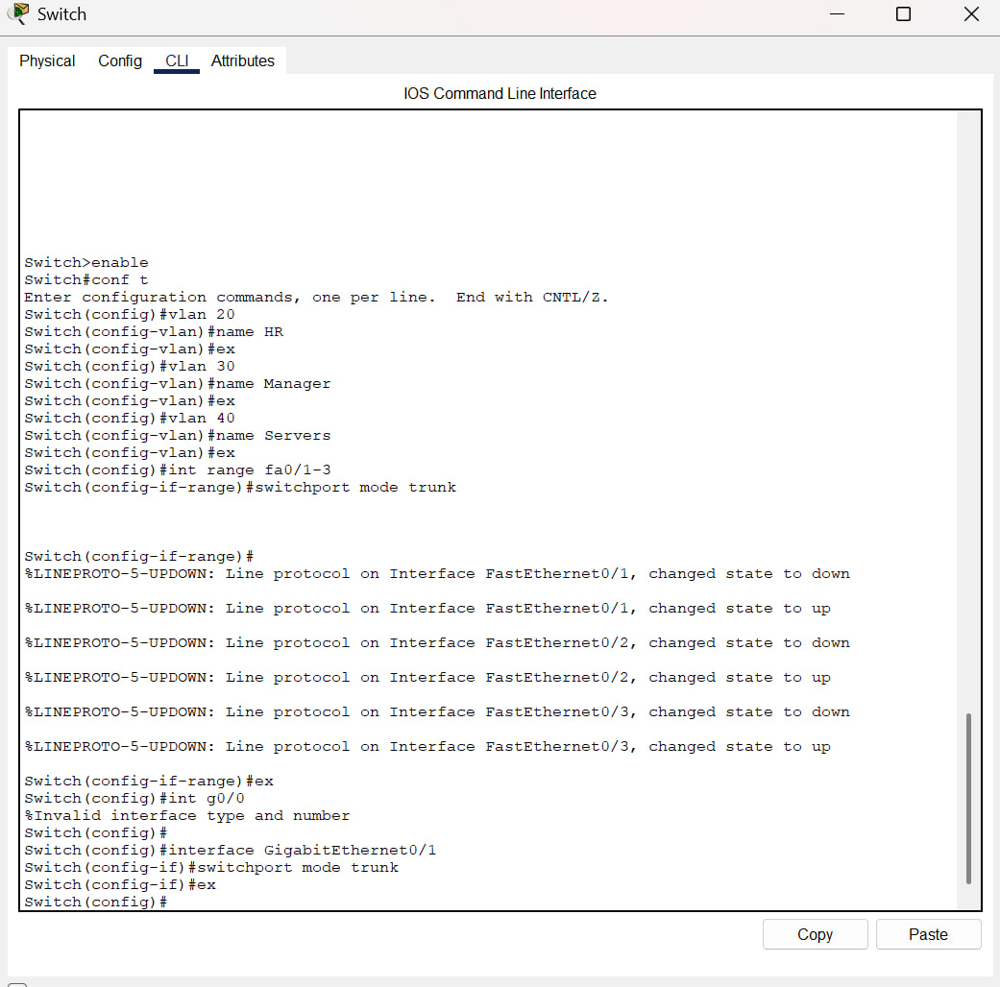 Switch
Physical Config CLI Attributes
IOS Command Line Interface
Switch>enable
Switch#conf t
Enter configuration commands, one per line.  End with CNTL/Z.
Switch(config)#vlan 20
Switch(config-vlan)#name HR
Switch(config-vlan)#ex
Switch(config)#vlan 30
Switch(config-vlan)#name Manager
Switch(config-vlan)#ex
Switch(config)#vlan 40
Switch(config-vlan)#name Servers
Switch(config-vlan)#ex
Switch(config)#int range fa0/1-3
Switch(config-if-range)#switchport mode trunk
Switch(config-if-range)#
%LINEPROTO-5-UPDOWN: Line protocol on Interface FastEthernet0/1, changed state to down
%LINEPROTO-5-UPDOWN: Line protocol on Interface FastEthernet0/1, changed state to up
%LINEPROTO-5-UPDOWN: Line protocol on Interface FastEthernet0/2, changed state to down
%LINEPROTO-5-UPDOWN: Line protocol on Interface FastEthernet0/2, changed state to up
%LINEPROTO-5-UPDOWN: Line protocol on Interface FastEthernet0/3, changed state to down
%LINEPROTO-5-UPDOWN: Line protocol on Interface FastEthernet0/3, changed state to up
Switch(config-if-range)#ex
Switch(config)#int g0/0
%Invalid interface type and number
Switch(config)#
Switch(config)#interface GigabitEthernet0/1
Switch(config-if)#switchport mode trunk
Switch(config-if)#ex
Switch(config)#
Copy Paste